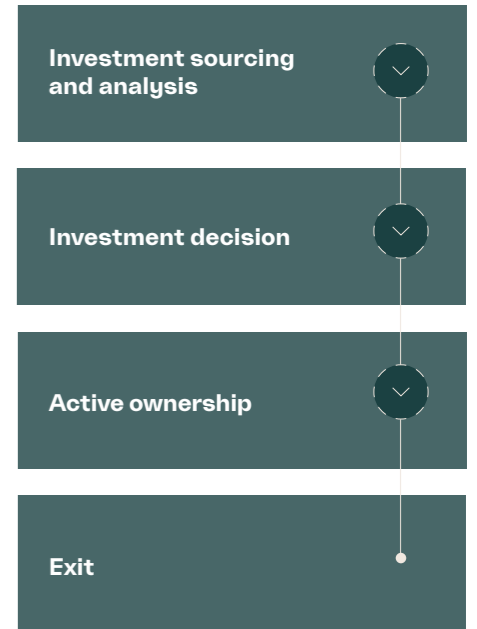 Investment sourcing
and analysis
Investment decision
Active ownership
Exit